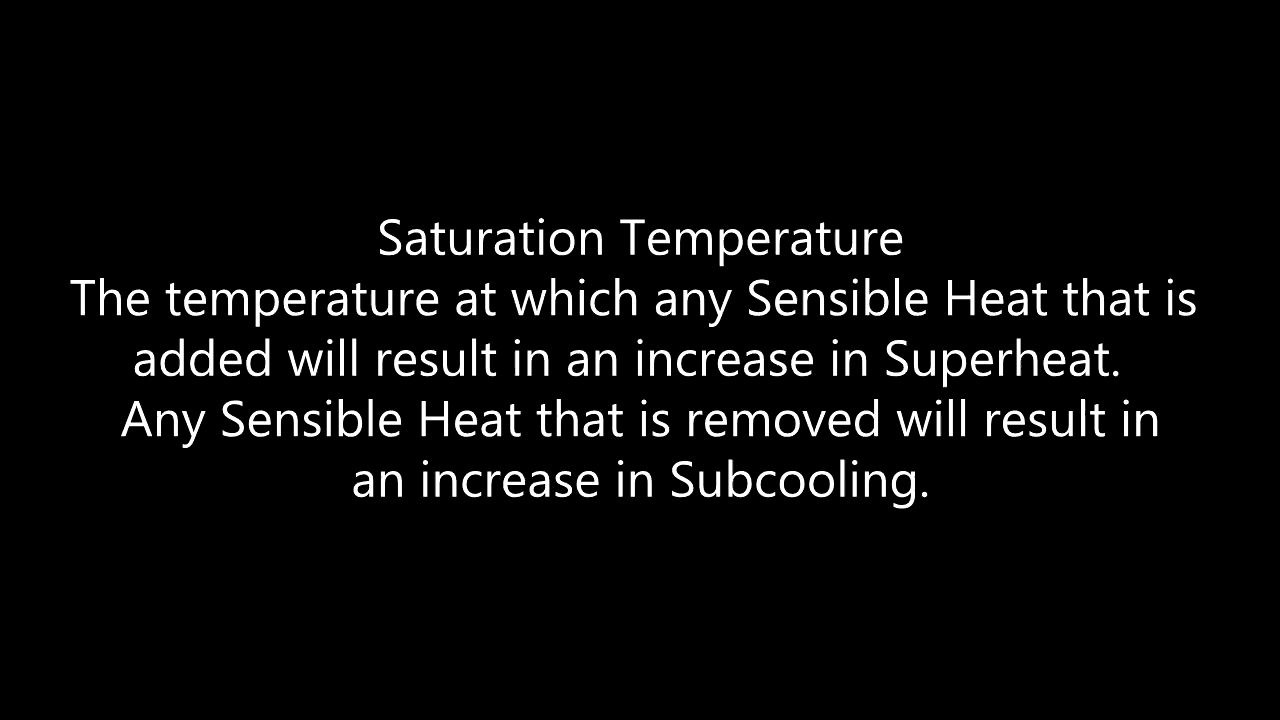 Saturation Temperature
The temperature at which any Sensible Heat that is
added will result in an increase in Superheat.
Any Sensible Heat that is removed will result in
an increase in Subcooling.